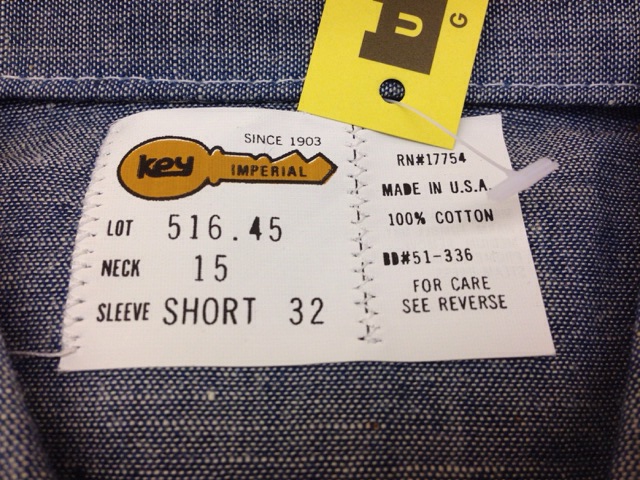 U
G
SINCE 1903
Key
IMPERIAL
LOT 516.45
NECK 15
SLEEVE SHORT 32
RN#17754
MADE IN U.S.A.
100% COTTON
BD#51-336
FOR CARE
SEE REVERSE